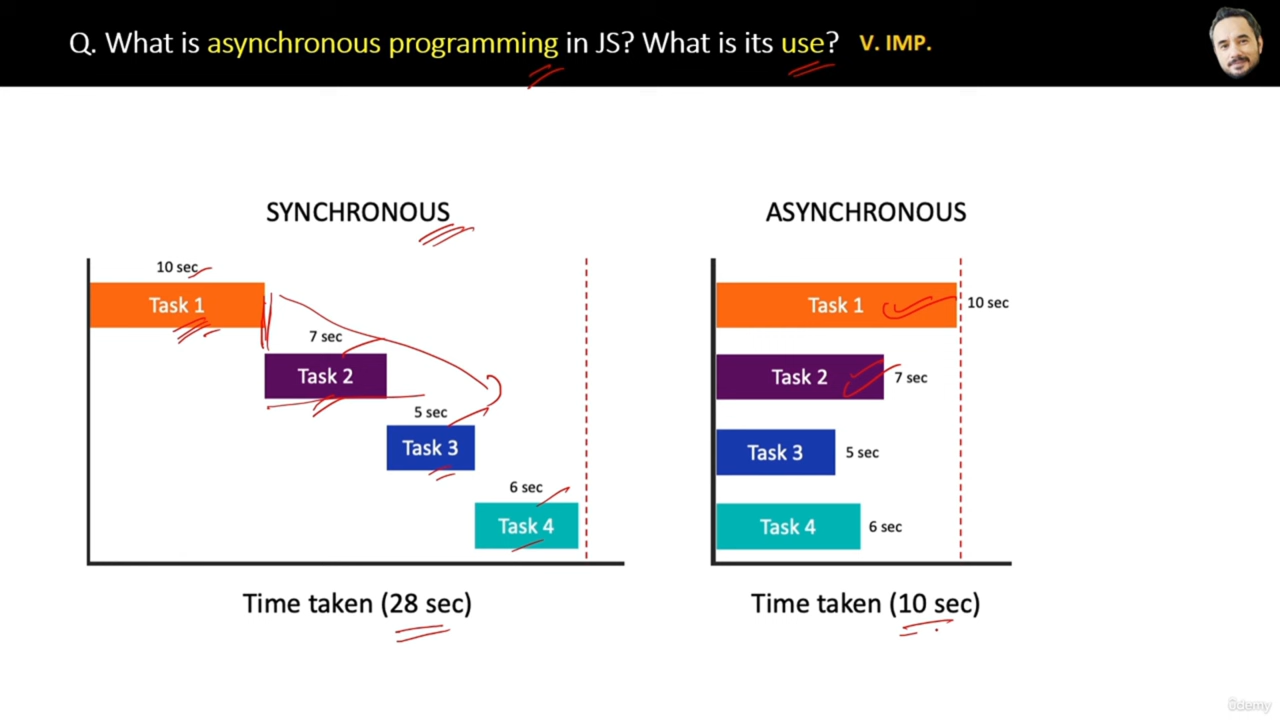 Q. What is asynchronous programming in JS? What is its use? V. IMP.
SYNCHRONOUS
10 sec
Task 1
7 sec
Task 2
5 sec
Task 3
6 sec
Task 4
Time taken (28 sec)
ASYNCHRONOUS
Task 1
10 sec
Task 2
7 sec
Task 3
5 sec
Task 4
6 sec
Time taken (10 sec)
ûdemy